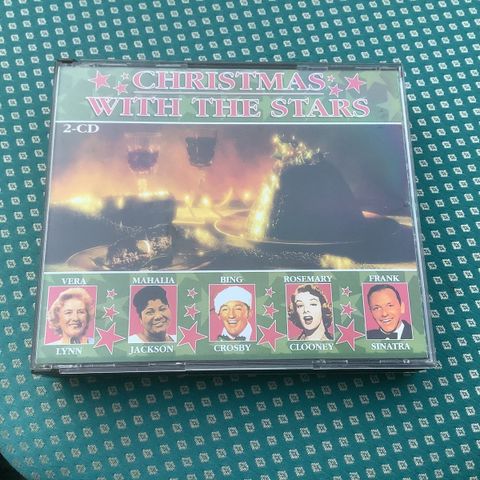 CHRISTMAS
WITH THE STARS
2-CD
VERA
LYNN
MAHALIA
JACKSON
BING
CROSBY
ROSEMARY
CLOONEY
FRANK
SINATRA